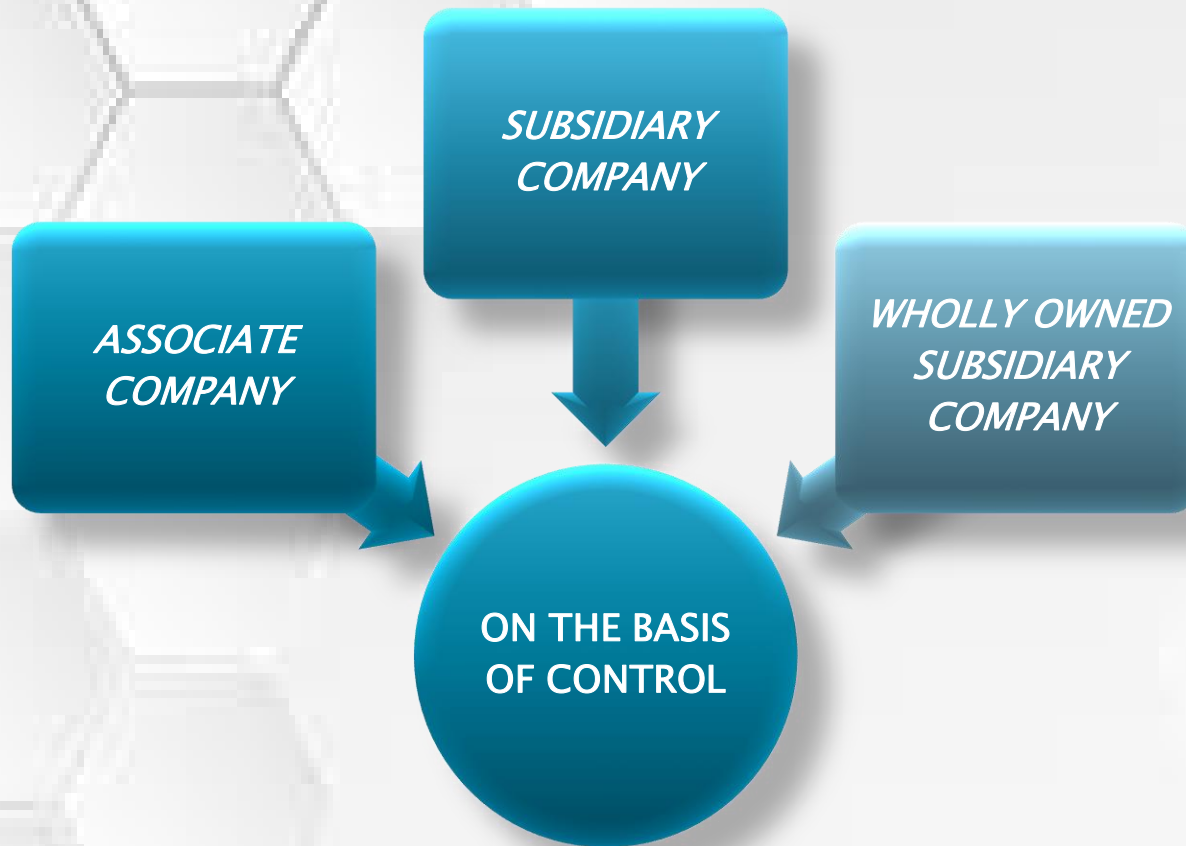 SUBSIDIARY
COMPANY
ASSOCIATE
COMPANY
WHOLLY OWNED
SUBSIDIARY
COMPANY
ON THE BASIS
OF CONTROL